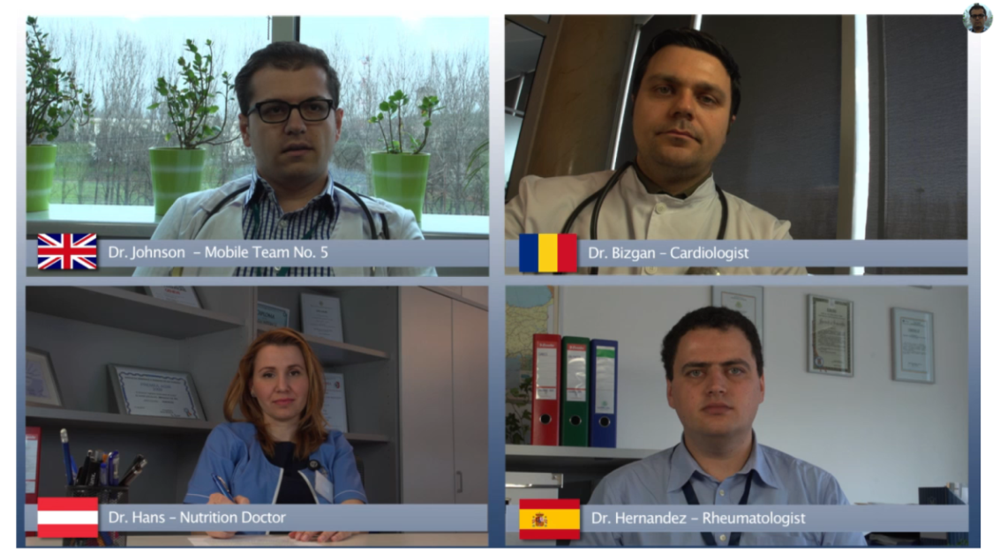 Dr. Johnson – Mobile Team No. 5
Dr. Bizgan – Cardiologist
Dr. Hans – Nutrition Doctor
Dr. Hernandez – Rheumatologist